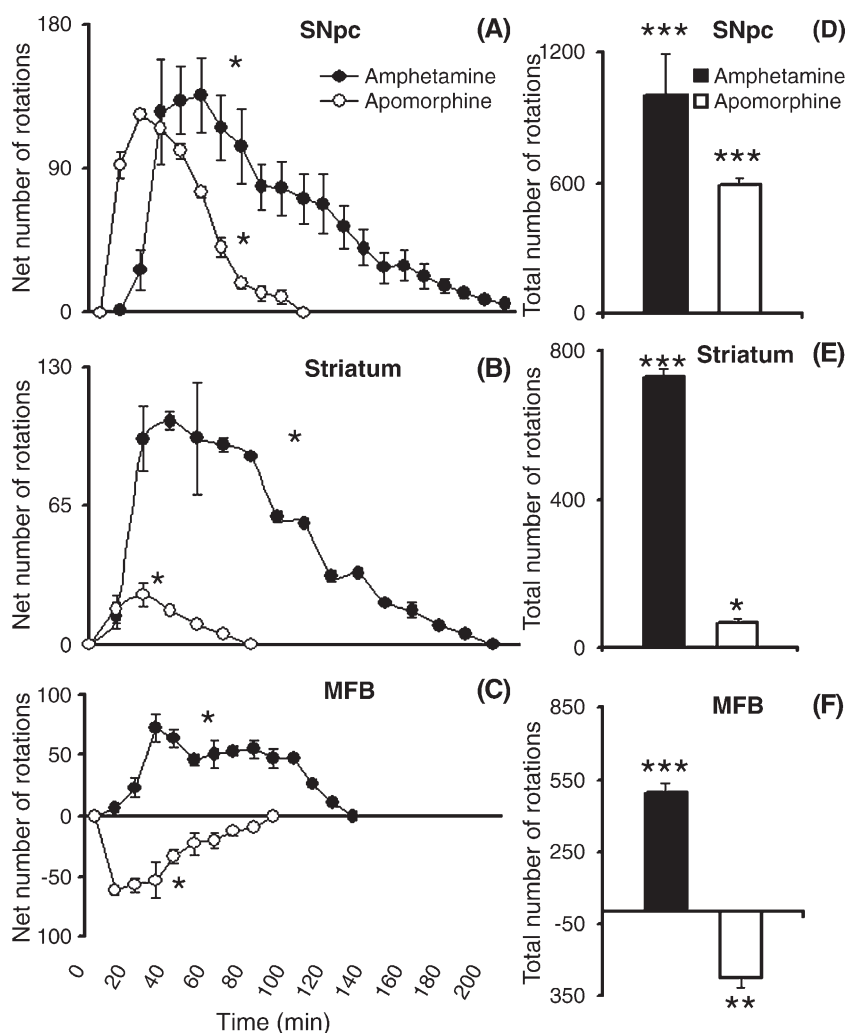 180
90
0
Net number of rotations
SNpc
(A)
*
*
Amphetamine
Apomorphine
1200
600
0
Total number of rotations
SNpc
(D)
Amphetamine
Apomorphine
***
***
130
65
0
Net number of rotations
Striatum
(B)
*
*
800
400
0
Total number of rotations
Striatum
(E)
***
*
100
50
0
-50
100
Net number of rotations
MFB
(C)
*
*
0
20
40
60
80
100
120
140
160
180
200
Time (min)
850
550
250
-50
350
Total number of rotations
MFB
(F)
***
**